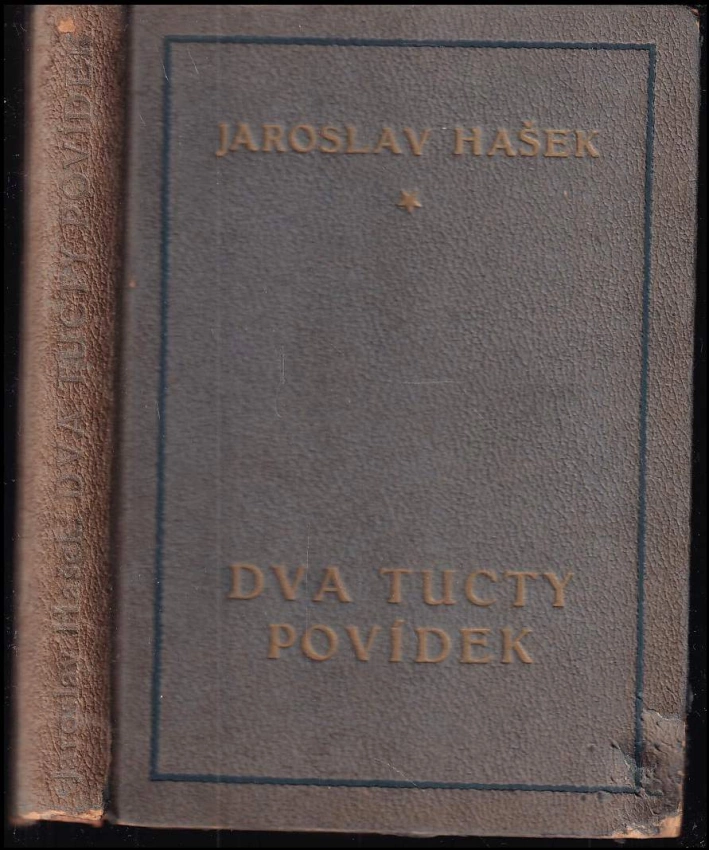 JAROSLAV HAŠEK
DVA TUCTY
POVÍDEK
Jaroslav Hašek: DVA TUCTY POVÍDEK